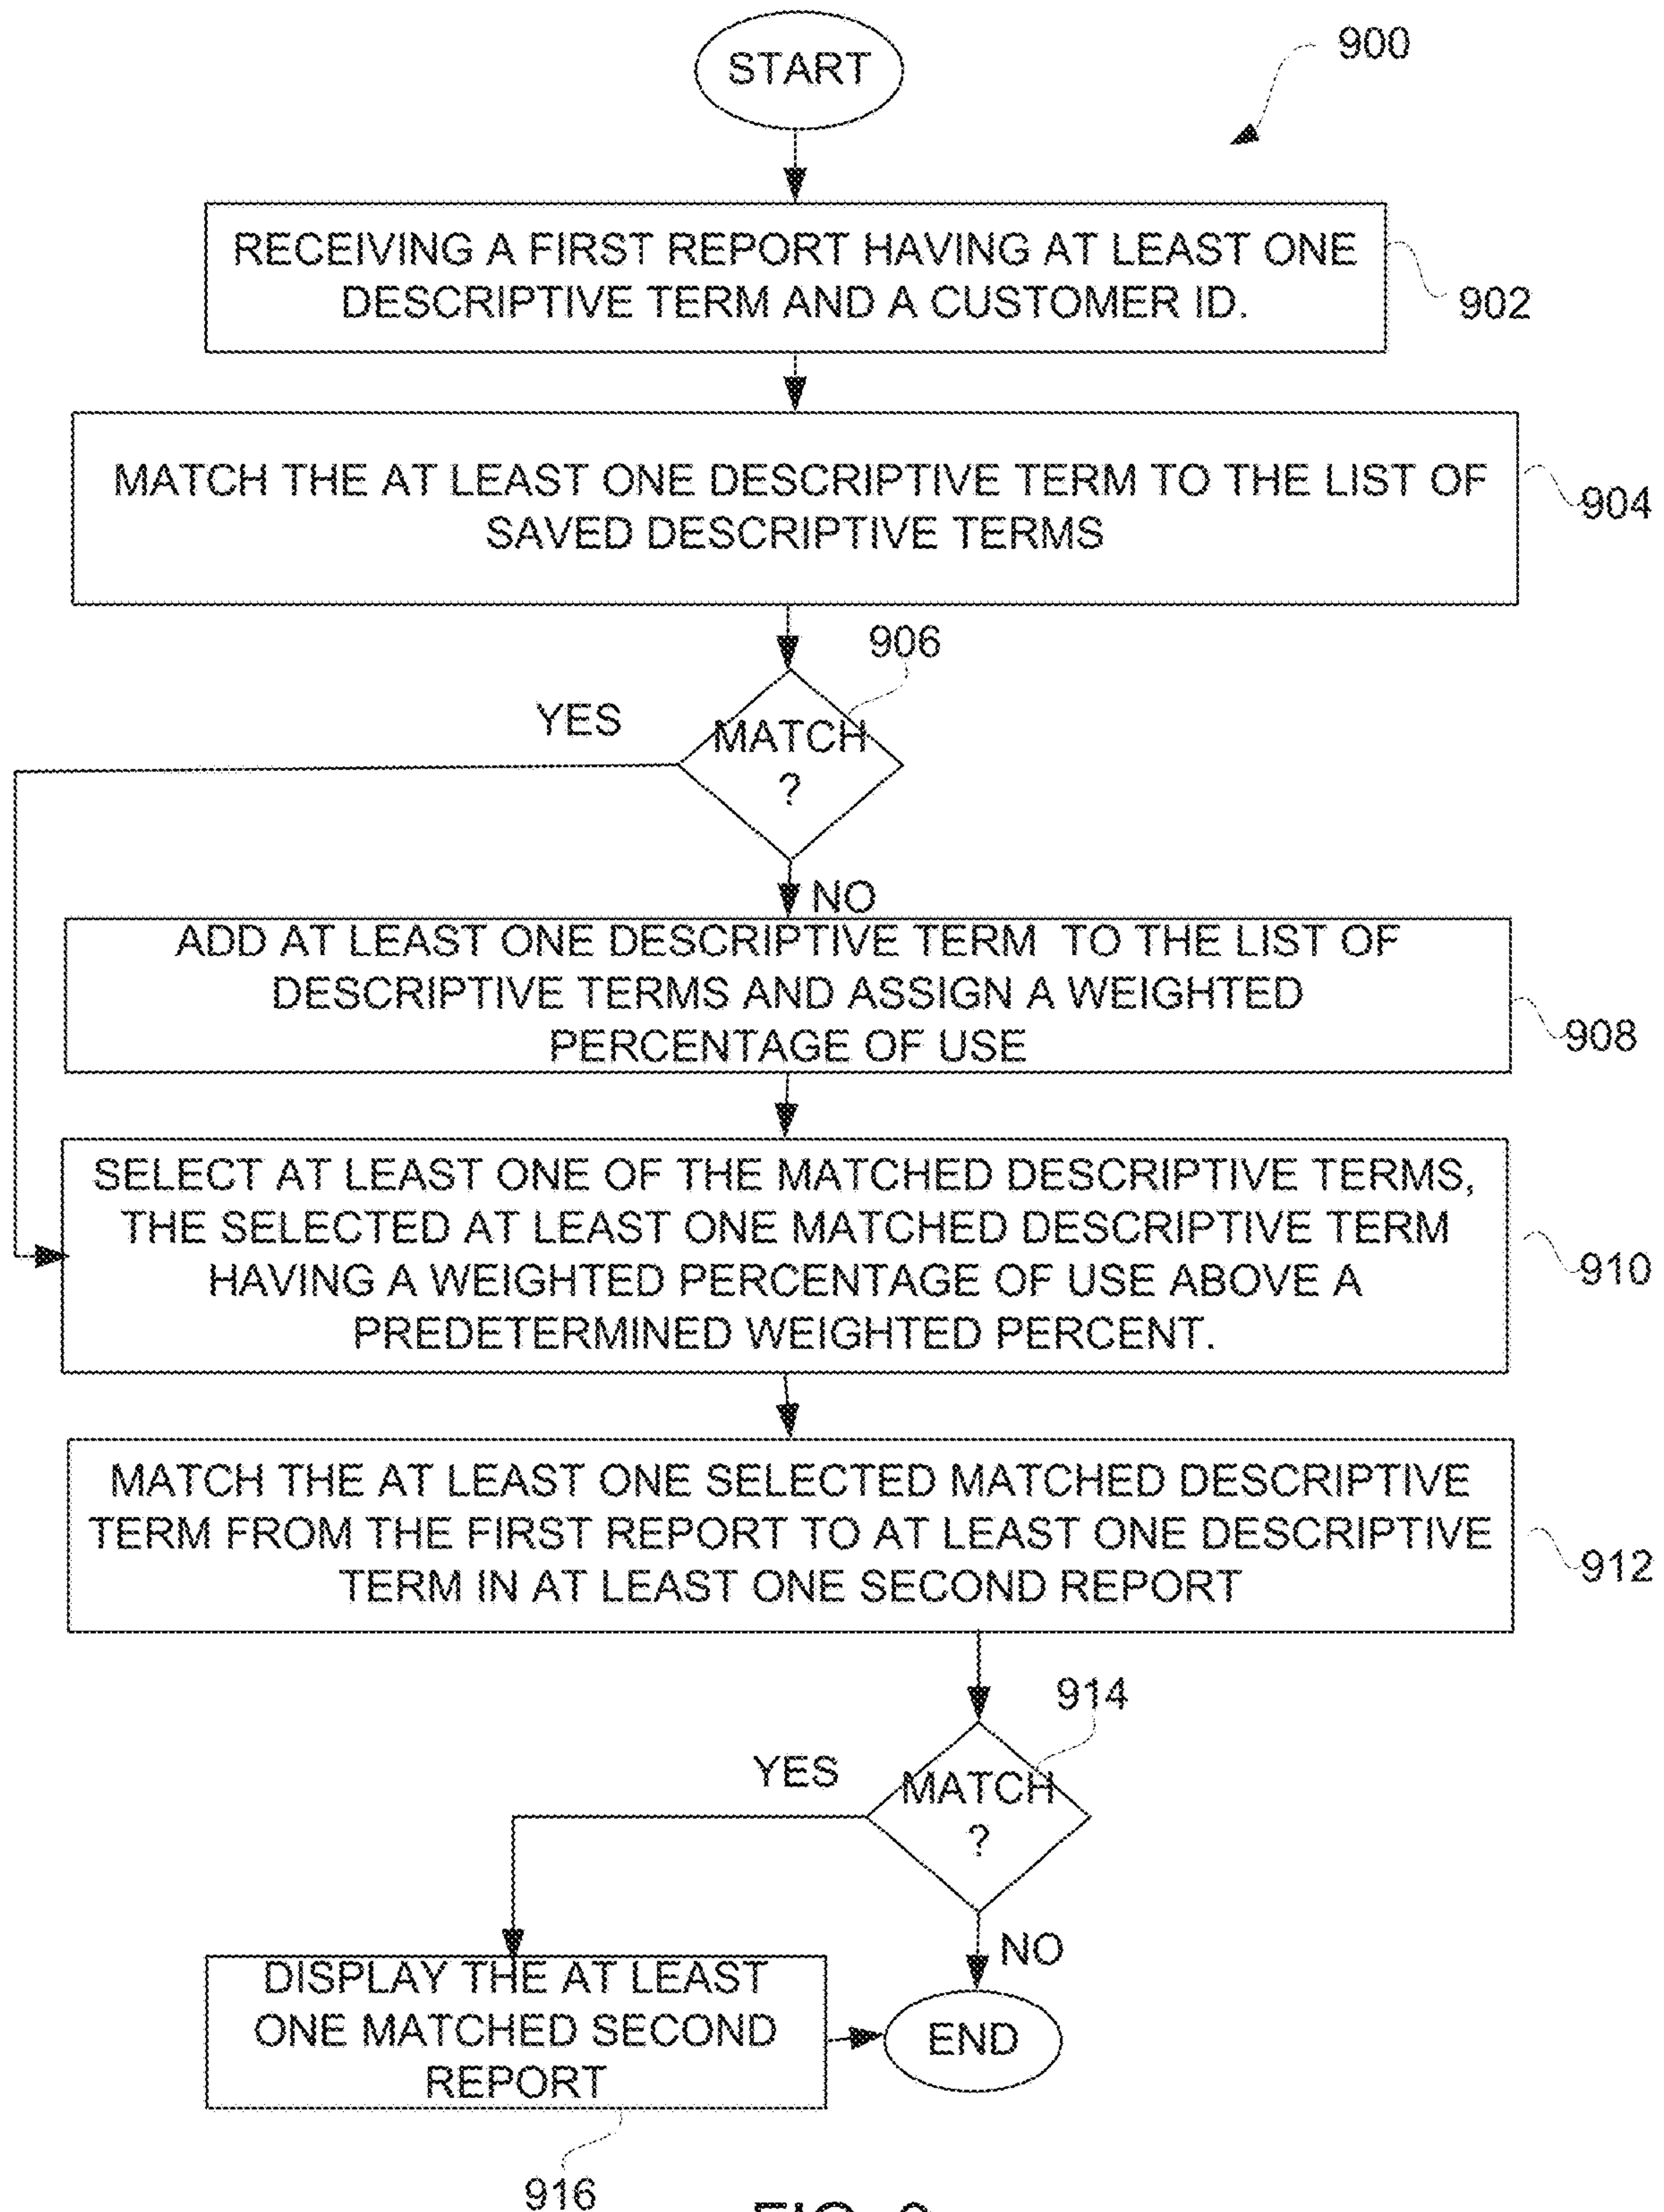 START
900
RECEIVING A FIRST REPORT HAVING AT LEAST ONE
DESCRIPTIVE TERM AND A CUSTOMER ID.
902
MATCH THE AT LEAST ONE DESCRIPTIVE TERM TO THE LIST OF
SAVED DESCRIPTIVE TERMS
904
906
YES
MATCH
?
NO
ADD AT LEAST ONE DESCRIPTIVE TERM TO THE LIST OF
DESCRIPTIVE TERMS AND ASSIGN A WEIGHTED
PERCENTAGE OF USE
908
SELECT AT LEAST ONE OF THE MATCHED DESCRIPTIVE TERMS,
THE SELECTED AT LEAST ONE MATCHED DESCRIPTIVE TERM
HAVING A WEIGHTED PERCENTAGE OF USE ABOVE A
PREDETERMINED WEIGHTED PERCENT.
910
MATCH THE AT LEAST ONE SELECTED MATCHED DESCRIPTIVE
TERM FROM THE FIRST REPORT TO AT LEAST ONE DESCRIPTIVE
TERM IN AT LEAST ONE SECOND REPORT
912
914
YES
MATCH
?
NO
DISPLAY THE AT LEAST
ONE MATCHED SECOND
REPORT
END
916
FIG.